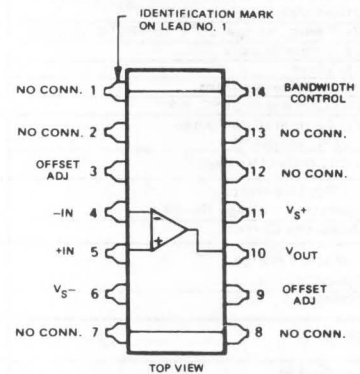 IDENTIFICATION MARK
ON LEAD NO. 1
NO CONN. 1
14 BANDWIDTH
CONTROL
NO CONN. 2
13 NO CONN.
OFFSET
ADJ 3
12 NO CONN.
–IN 4
–
11 VS+
+IN 5
+
10 VOUT
VS– 6
9 OFFSET
ADJ
NO CONN. 7
8 NO CONN.
TOP VIEW